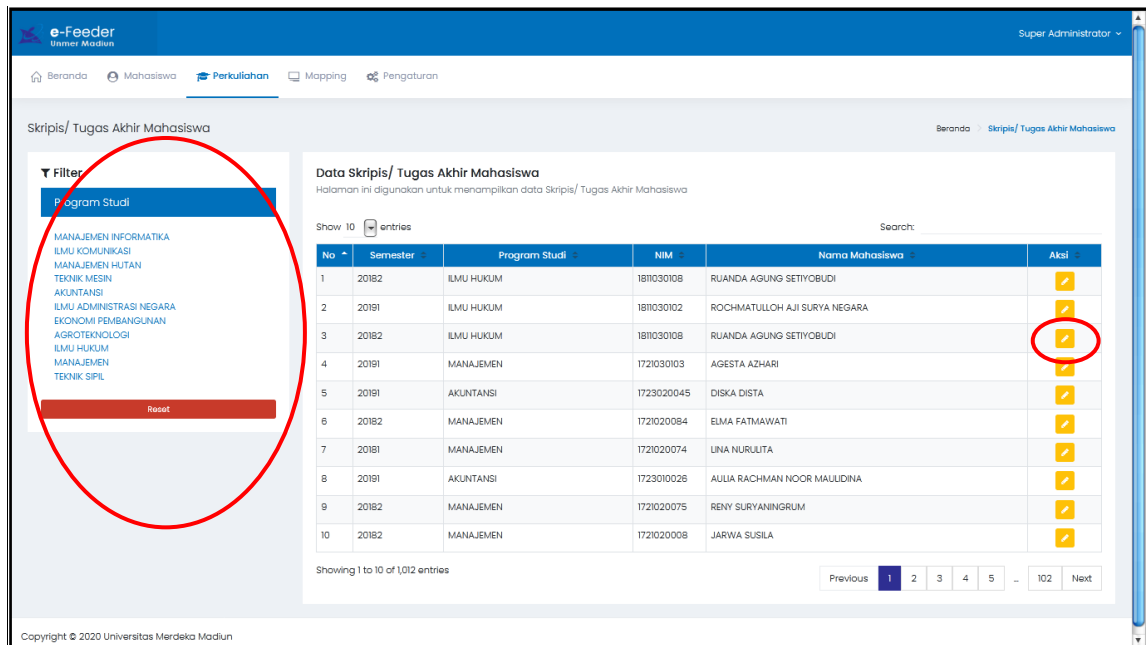 e-Feeder
Unmer Madiun
Super Administrator
Beranda Mahasiswa Perkuliahan Mapping Pengaturan
Skripis/ Tugas Akhir Mahasiswa
Beranda Skripis/ Tugas Akhir Mahasiswa
Filter
Program Studi
MANAJEMEN INFORMATIKA
ILMU KOMUNIKASI
MANAJEMEN HUTAN
TEKNIK MESIN
AKUNTANSI
ILMU ADMINISTRASI NEGARA
EKONOMI PEMBANGUNAN
AGROTEKNOLOGI
ILMU HUKUM
MANAJEMEN
TEKNIK SIPIL
Reset
Data Skripis/ Tugas Akhir Mahasiswa
Halaman ini digunakan untuk menampilkan data Skripis/ Tugas Akhir Mahasiswa
Show 10 entries
Search:
No Semester Program Studi NIM Nama Mahasiswa Aksi
1 20182 ILMU HUKUM 1811030108 RUANDA AGUNG SETIYOBUDI
2 20191 ILMU HUKUM 1811030102 ROCHMATULLOH AJI SURYA NEGARA
3 20182 ILMU HUKUM 1811030108 RUANDA AGUNG SETIYOBUDI
4 20191 MANAJEMEN 1721030103 AGESTA AZHARI
5 20191 AKUNTANSI 1723020045 DISKA DISTA
6 20182 MANAJEMEN 1721020084 ELMA FATMAWATI
7 20181 MANAJEMEN 1721020074 LINA NURULITA
8 20191 AKUNTANSI 1723010026 AULIA RACHMAN NOOR MAULIDINA
9 20182 MANAJEMEN 1721020075 RENY SURYANINGRUM
10 20182 MANAJEMEN 1721020008 JARWA SUSILA
Showing 1 to 10 of 1,012 entries
Previous 1 2 3 4 5 … 102 Next
Copyright © 2020 Universitas Merdeka Madiun